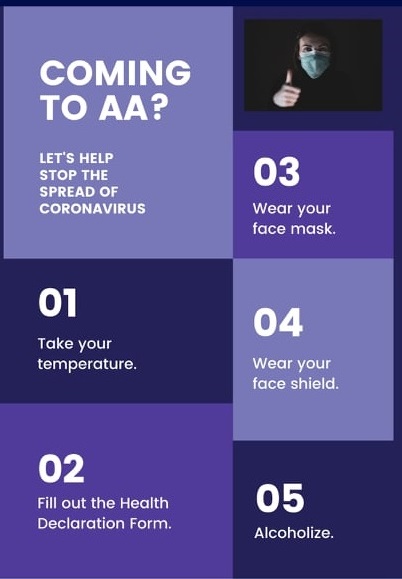 COMING
TO AA?
LET'S HELP
STOP THE
SPREAD OF
CORONAVIRUS
01
Take your
temperature.
02
Fill out the Health
Declaration Form.
03
Wear your
face mask.
04
Wear your
face shield.
05
Alcoholize.